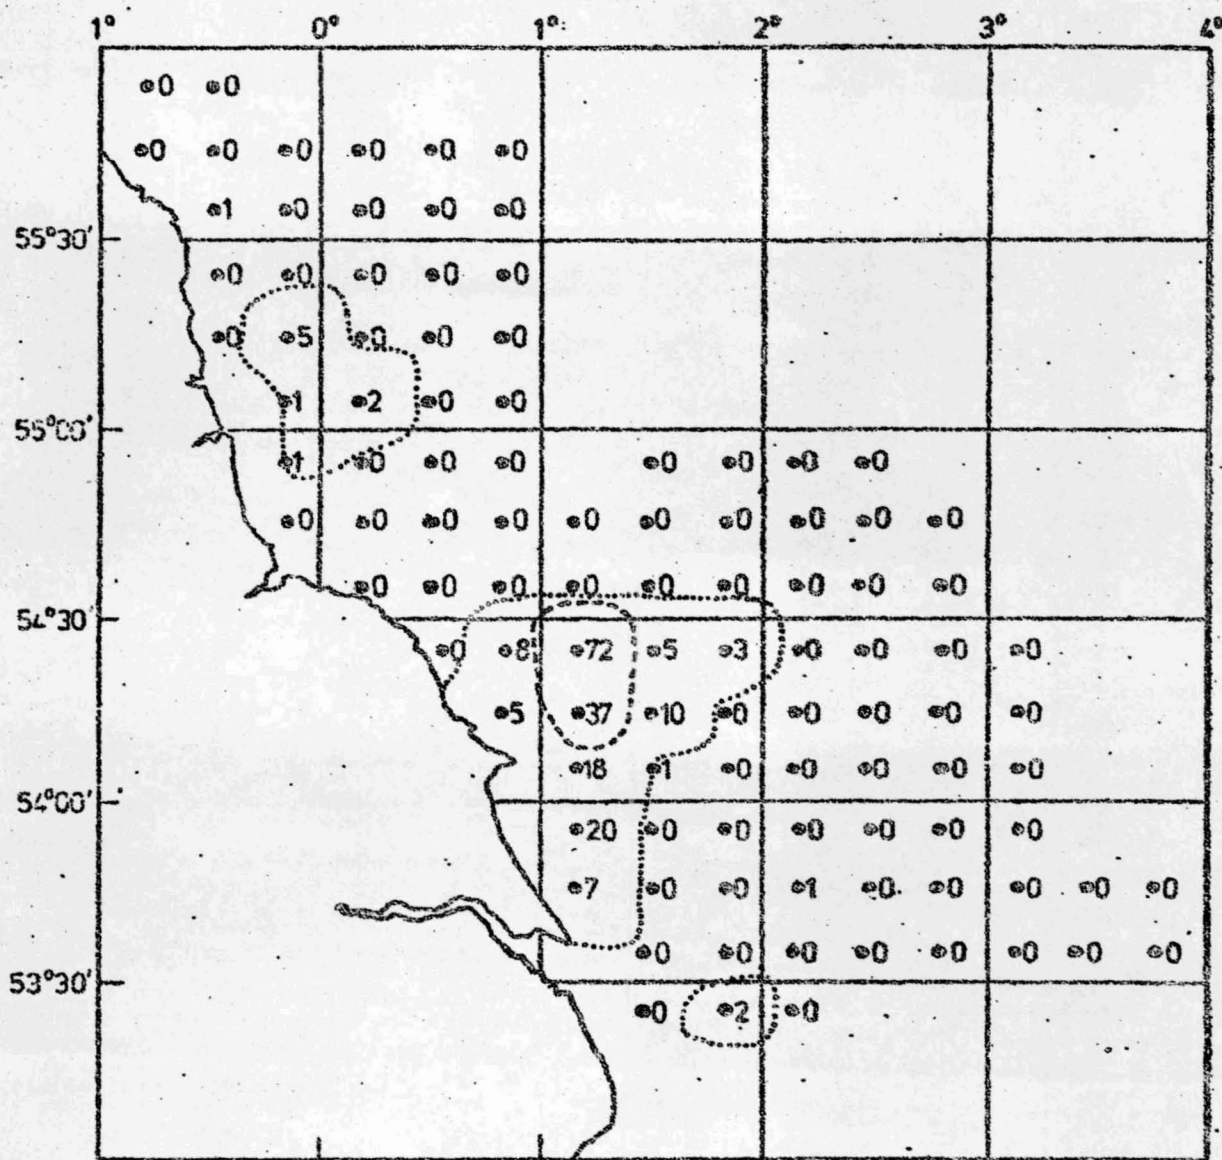 1° 0° 1° 2° 3° 4°
0 0
0 0 0 0 0 0
1 0 0 0 0
55°30'
0 0 0 0 0
0 5 0 0 0
1 2 0 0
55°00'
1 0 0 0 0 0 0 0
0 0 0 0 0 0 0 0 0 0
0 0 0 0 0 0 0 0 0
54°30'
0 8 72 5 3 0 0 0 0
5 37 10 0 0 0 0 0
18 1 0 0 0 0 0
54°00'
20 0 0 0 0 0 0
7 0 0 1 0 0 0 0 0
0 0 0 0 0 0 0 0
53°30'
0 2 0